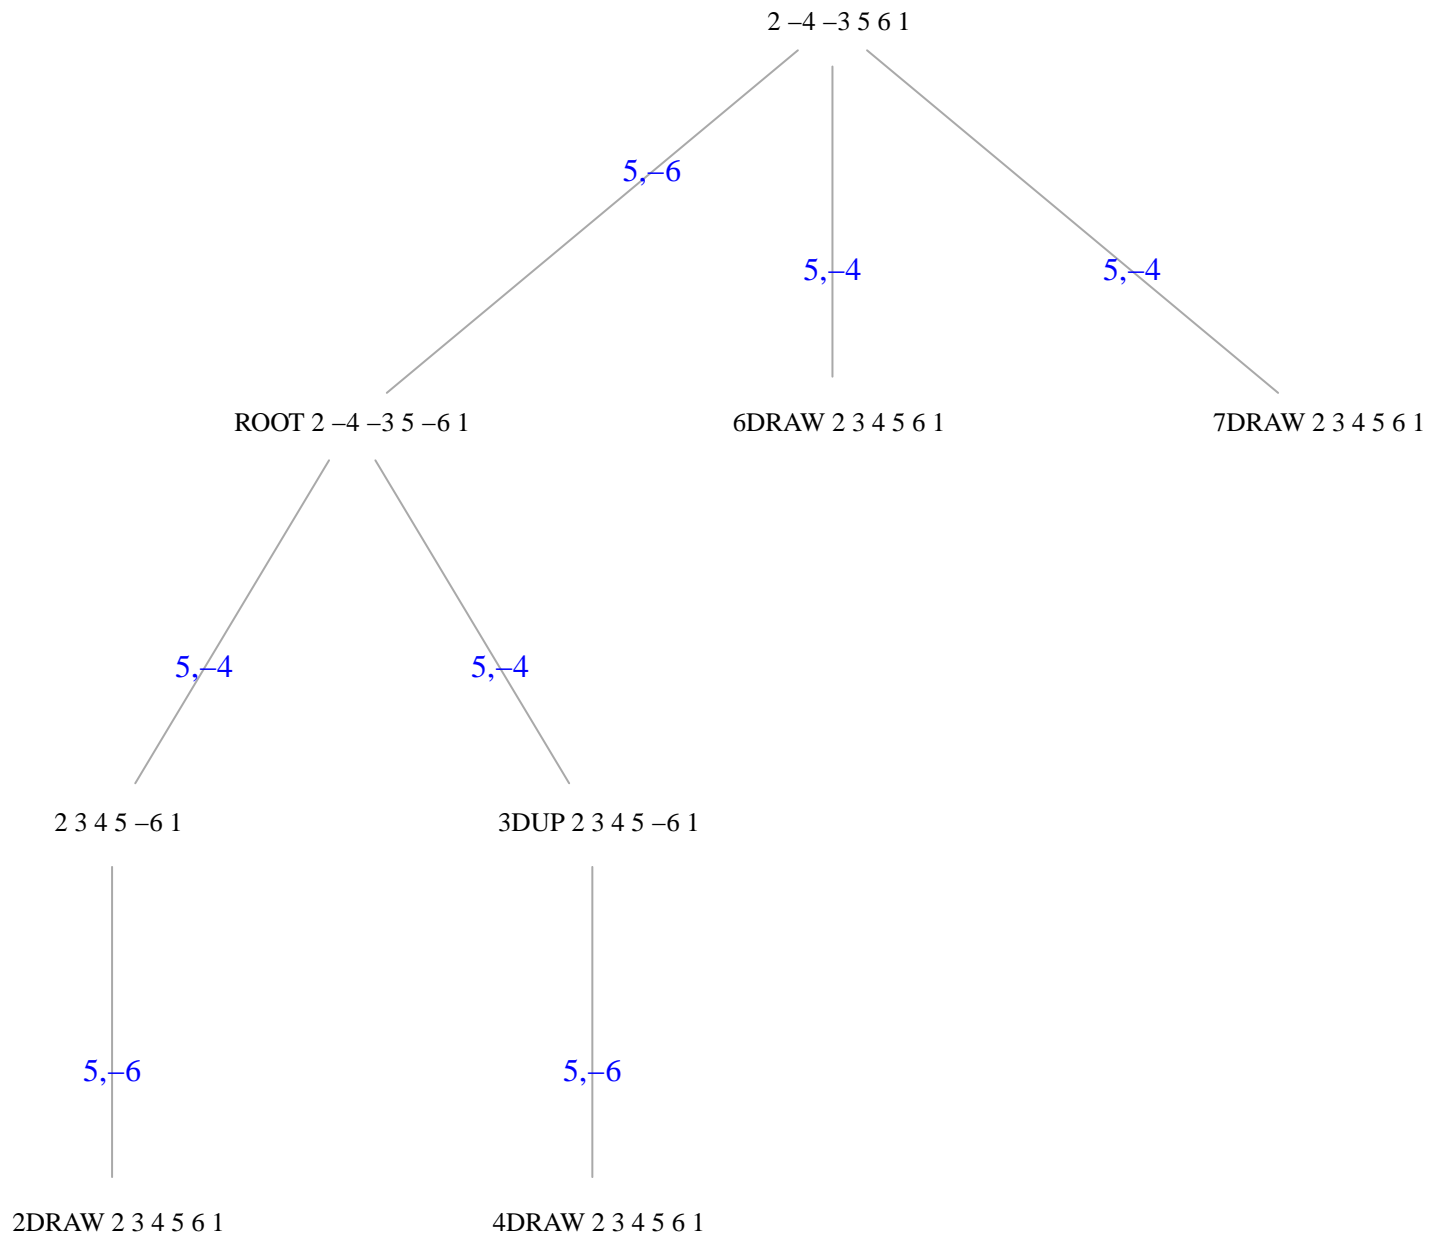 2 –4 –3 5 6 1
5,–6
5,–4
5,–4
ROOT 2 –4 –3 5 –6 1
6DRAW 2 3 4 5 6 1
7DRAW 2 3 4 5 6 1
5,–4
5,–4
2 3 4 5 –6 1
3DUP 2 3 4 5 –6 1
5,–6
5,–6
2DRAW 2 3 4 5 6 1
4DRAW 2 3 4 5 6 1